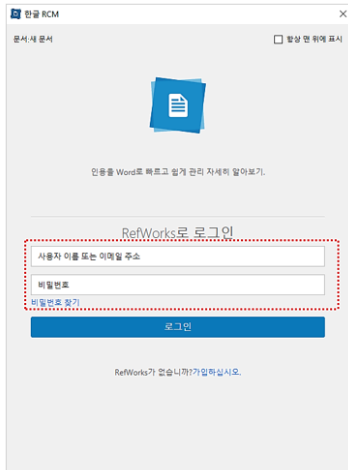 한글 RCM
문서:새 문서
항상 맨 위에 표시
인용를 Word로 빠르고 쉽게 관리 자세히 알아보기.
RefWorks로 로그인
사용자 이름 또는 이메일 주소
비밀번호
비밀번호 찾기
로그인
RefWorks가 없습니까?가입하십시오.